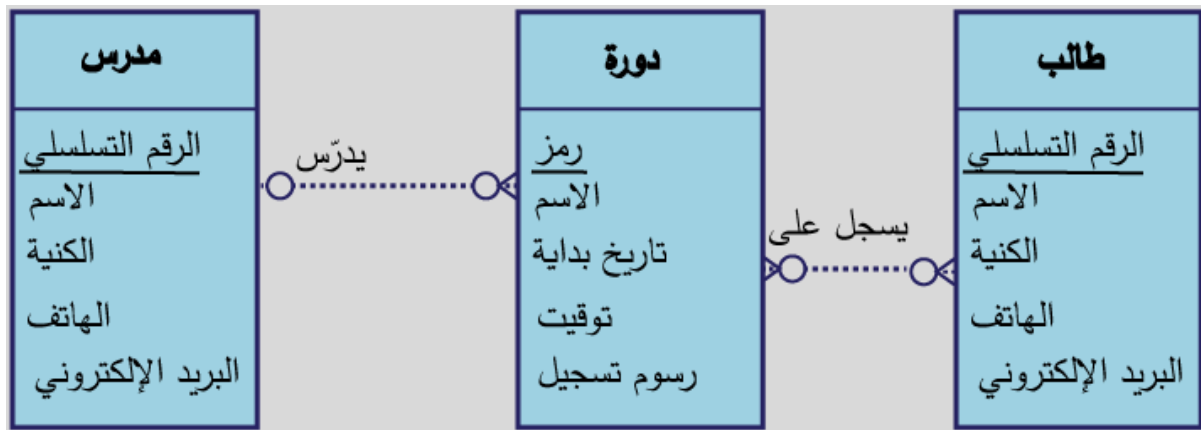 طالب
الرقم التسلسلي
الاسم
الكنية
الهاتف
البريد الإلكتروني
يسجل على
دورة
رمز
الاسم
تاريخ بداية
توقيت
رسوم تسجيل
يدرّس
مدرس
الرقم التسلسلي
الاسم
الكنية
الهاتف
البريد الإلكتروني